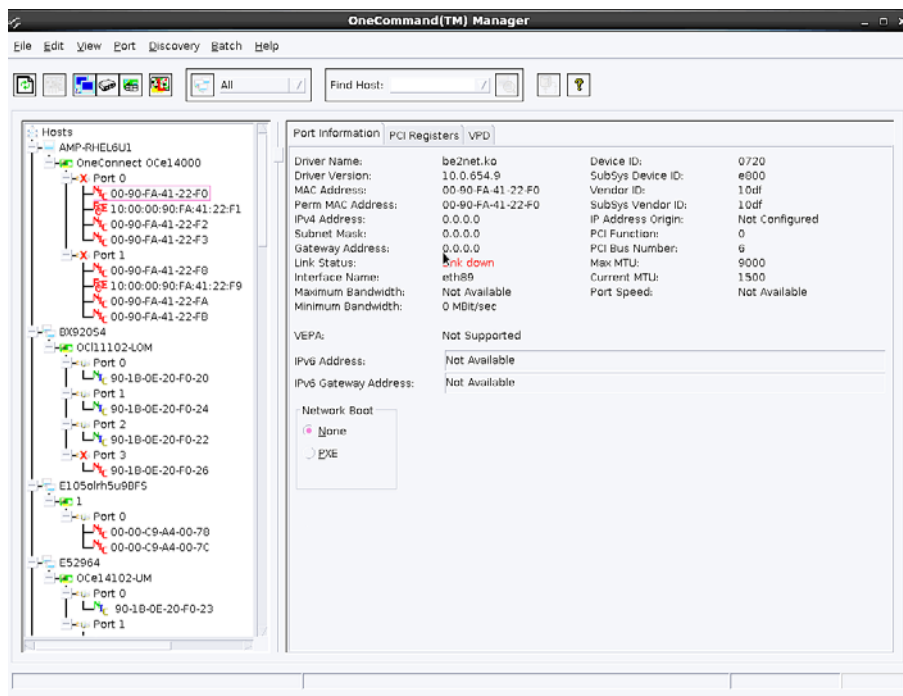 OneCommand(TM) Manager
File Edit View Port Discovery Batch Help
All Find Host:
Hosts
AMP-RHEL6U1
OneConnect OCe14000
Port 0
00-90-FA-41-22-F0
10:00:00:90:FA:41:22:F1
00-90-FA-41-22-F2
00-90-FA-41-22-F3
Port 1
00-90-FA-41-22-F8
10:00:00:90:FA:41:22:F9
00-90-FA-41-22-FA
00-90-FA-41-22-FB
BX920S4
OCl11102-LOM
Port 0
90-1B-0E-20-F0-20
Port 1
90-1B-0E-20-F0-24
Port 2
90-1B-0E-20-F0-22
Port 3
90-1B-0E-20-F0-26
E105olrh5u9BFS
1
Port 0
00-00-C9-A4-00-78
00-00-C9-A4-00-7C
E52964
OCe14102-UM
Port 0
90-1B-0E-20-F0-23
Port 1
Port Information PCI Registers VPD
Driver Name: be2net.ko Device ID: 0720
Driver Version: 10.0.654.9 SubSys Device ID: e800
MAC Address: 00-90-FA-41-22-F0 Vendor ID: 10df
Perm MAC Address: 00-90-FA-41-22-F0 SubSys Vendor ID: 10df
IPv4 Address: 0.0.0.0 IP Address Origin: Not Configured
Subnet Mask: 0.0.0.0 PCI Function: 0
Gateway Address: 0.0.0.0 PCI Bus Number: 6
Link Status: Link down Max MTU: 9000
Interface Name: eth89 Current MTU: 1500
Maximum Bandwidth: Not Available Port Speed: Not Available
Minimum Bandwidth: 0 MBit/sec
VEPA: Not Supported
IPv6 Address: Not Available
IPv6 Gateway Address: Not Available
Network Boot
None
PXE